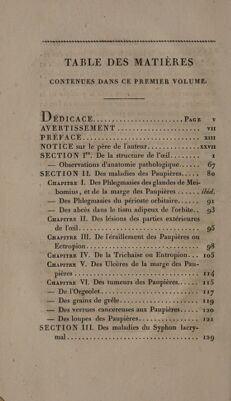 TABLE DES MATIÈRES
CONTENUES DANS CE PREMIER VOLUME.
DÉDICACE..................... PAGE v
AVERTISSEMENT..................... VII
PRÉFACE..................... XIII
NOTICE sur le père de l'auteur..................... XXVII
SECTION Ire. De la structure de l'œil........ 1
— Observations d'anatomie pathologique...... 67
SECTION II. Des maladies des Paupières..... 80
CHAPITRE I. Des Phlegmasies des glandes de Mei-
bomius, et de la marge des Paupières .... Ibid.
— Des Phlegmasies du périoste orbitaire...... 91
— Des abcès dans le tissu adipeux de l'orbite.. 93
CHAPITRE II. Des lésions des parties extérieures
de l'œil..................... 95
CHAPITRE III. De l'éraillement des Paupières ou
Ectropion..................... 98
CHAPITRE IV. De la Trichaise ou Entropion... 105
CHAPITRE V. Des Ulcères de la marge des Pau-
pières..................... 114
CHAPITRE VI. Des tumeurs des Paupières...... 115
— De l'Orgeolet..................... 117
— Des grains de grêle..................... 119
— Des verrues cancereuses aux Paupières..... 120
— Des loupes des Paupières..................... 121
SECTION III. Des maladies du Syphon lacry-
mal..................... 129